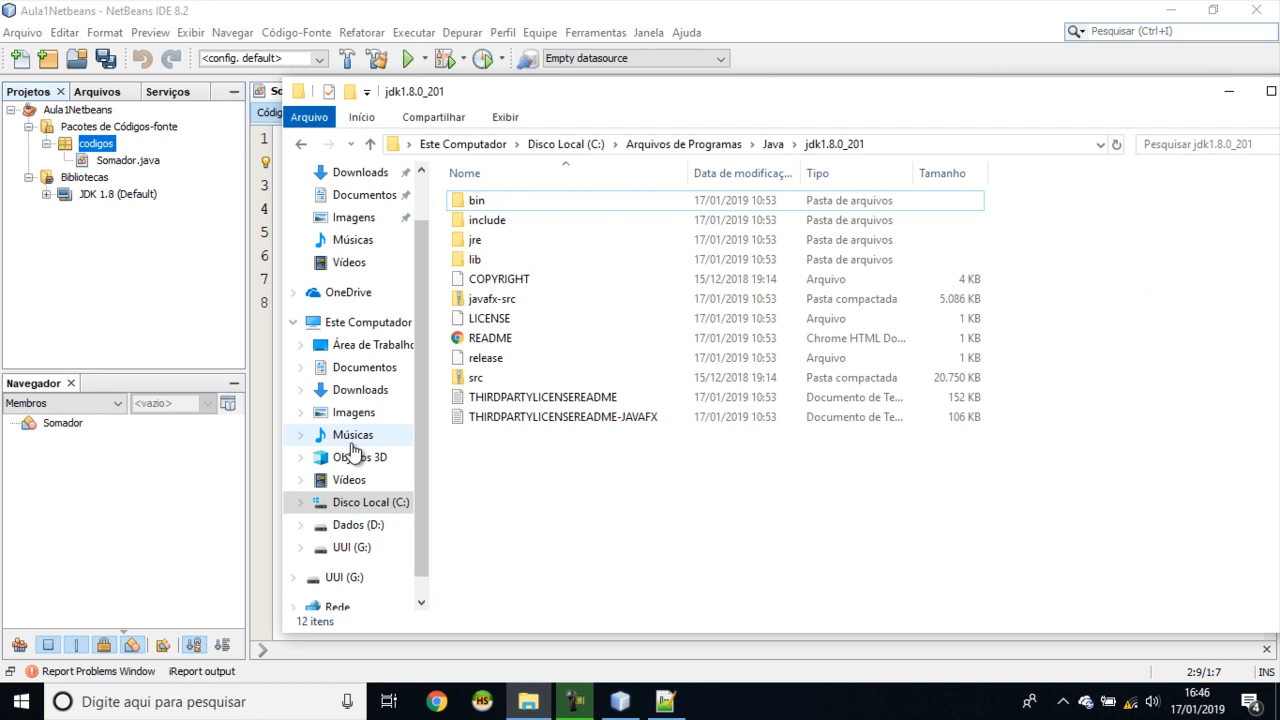 Aula1Netbeans - NetBeans IDE 8.2
Arquivo Editar Format Preview Exibir Navegar Código-Fonte Refatorar Executar Depurar Perfil Equipe Ferramentas Janela Ajuda
Pesquisar (Ctrl+I)
<config. default>
Empty datasource
Projetos Arquivos Serviços
Aula1Netbeans
Pacotes de Códigos-fonte
codigos
Somador.java
Bibliotecas
JDK 1.8 (Default)
Navegador
Membros <vazio>
Somador
1
3
4
5
6
7
8
jdk1.8.0_201
Arquivo Início Compartilhar Exibir
Este Computador Disco Local (C:) Arquivos de Programas Java jdk1.8.0_201
Pesquisar jdk1.8.0_201
Downloads
Documentos
Imagens
Músicas
Vídeos
OneDrive
Este Computador
Área de Trabalho
Documentos
Downloads
Imagens
Músicas
3D
Vídeos
Disco Local (C:)
Dados (D:)
UUI (G:)
UUI (G:)
Rede
Nome Data de modificaç... Tipo Tamanho
bin 17/01/2019 10:53 Pasta de arquivos
include 17/01/2019 10:53 Pasta de arquivos
jre 17/01/2019 10:53 Pasta de arquivos
lib 17/01/2019 10:53 Pasta de arquivos
COPYRIGHT 15/12/2018 19:14 Arquivo 4 KB
javafx-src 17/01/2019 10:53 Pasta compactada 5.086 KB
LICENSE 17/01/2019 10:53 Arquivo 1 KB
README 17/01/2019 10:53 Chrome HTML Do... 1 KB
release 17/01/2019 10:53 Arquivo 1 KB
src 15/12/2018 19:14 Pasta compactada 20.750 KB
THIRDPARTYLICENSEREADME 17/01/2019 10:53 Documento de Te... 152 KB
THIRDPARTYLICENSEREADME-JAVAFX 17/01/2019 10:53 Documento de Te... 106 KB
12 itens
Report Problems Window iReport output
2:9/1:7 INS
Digite aqui para pesquisar
HS
16:46
17/01/2019
4